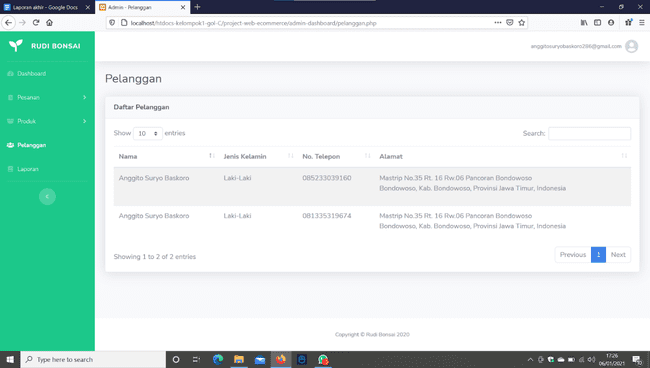 Laporan akhir - Google Docs
Admin - Pelanggan
localhost/htdocs-kelompok1-gol-C/project-web-ecommerce/admin-dashboard/pelanggan.php
RUDI BONSAI
anggitosuryobaskoro286@gmail.com
Dashboard
Pesanan
Produk
Pelanggan
Laporan
Pelanggan
Daftar Pelanggan
Show 10 entries
Search:
Nama Jenis Kelamin No. Telepon Alamat
Anggito Suryo Baskoro Laki-Laki 085233039160 Mastrip No.35 Rt. 16 Rw.06 Pancoran Bondowoso
Bondowoso, Kab. Bondowoso, Provinsi Jawa Timur, Indonesia
Anggito Suryo Baskoro Laki-Laki 081335319674 Mastrip No.35 Rt. 16 Rw.06 Pancoran Bondowoso
Bondowoso, Kab. Bondowoso, Provinsi Jawa Timur, Indonesia
Showing 1 to 2 of 2 entries
Previous 1 Next
Copyright © Rudi Bonsai 2020
Type here to search
17:26
06/01/2021